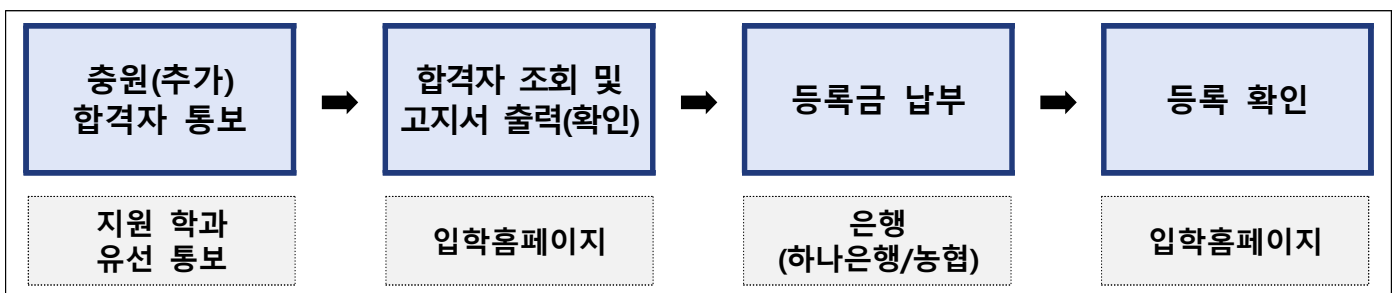 충원(추가)
합격자 통보
합격자 조회 및
고지서 출력(확인)
등록금 납부
등록 확인
지원 학과
유선 통보
입학홈페이지
은행
(하나은행/농협)
입학홈페이지